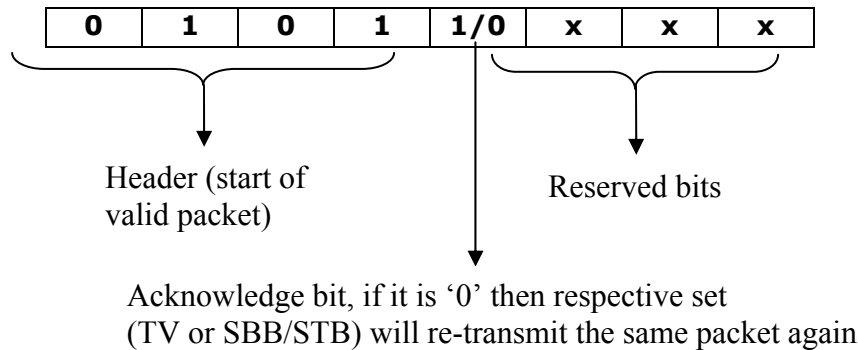 0 1 0 1 1/0 x x x
Header (start of
valid packet)
Reserved bits
Acknowledge bit, if it is ‘0’ then respective set
(TV or SBB/STB) will re-transmit the same packet again